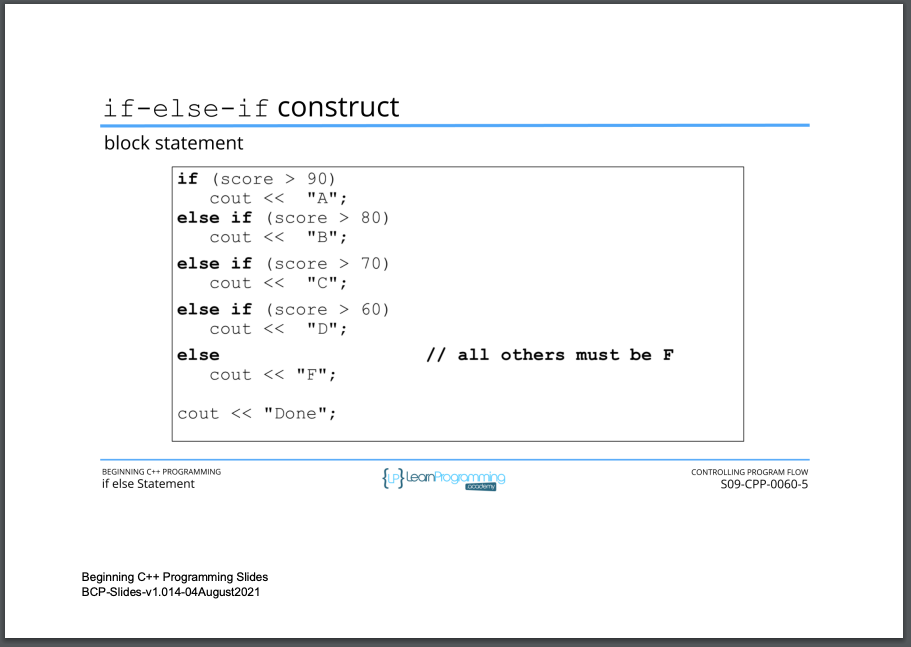 if-else-if construct
block statement
if (score > 90)
   cout <<  "A";
else if (score > 80)
   cout <<  "B";
else if (score > 70)
   cout <<  "C";
else if (score > 60)
   cout <<  "D";
else                    // all others must be F
   cout << "F";
cout << "Done";
BEGINNING C++ PROGRAMMING
if else Statement
{LP} LearnProgramming
academy
CONTROLLING PROGRAM FLOW
S09-CPP-0060-5
Beginning C++ Programming Slides
BCP-Slides-v1.014-04August2021